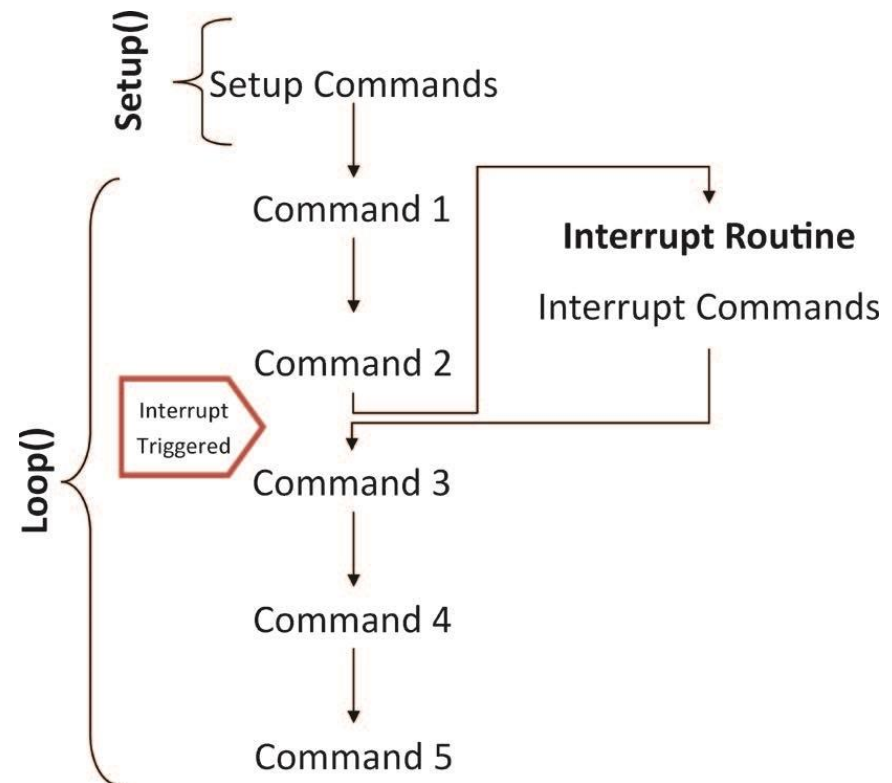 Setup()
Setup Commands
Command 1
Interrupt Routine
Interrupt Commands
Command 2
Interrupt
Triggered
Loop()
Command 3
Command 4
Command 5